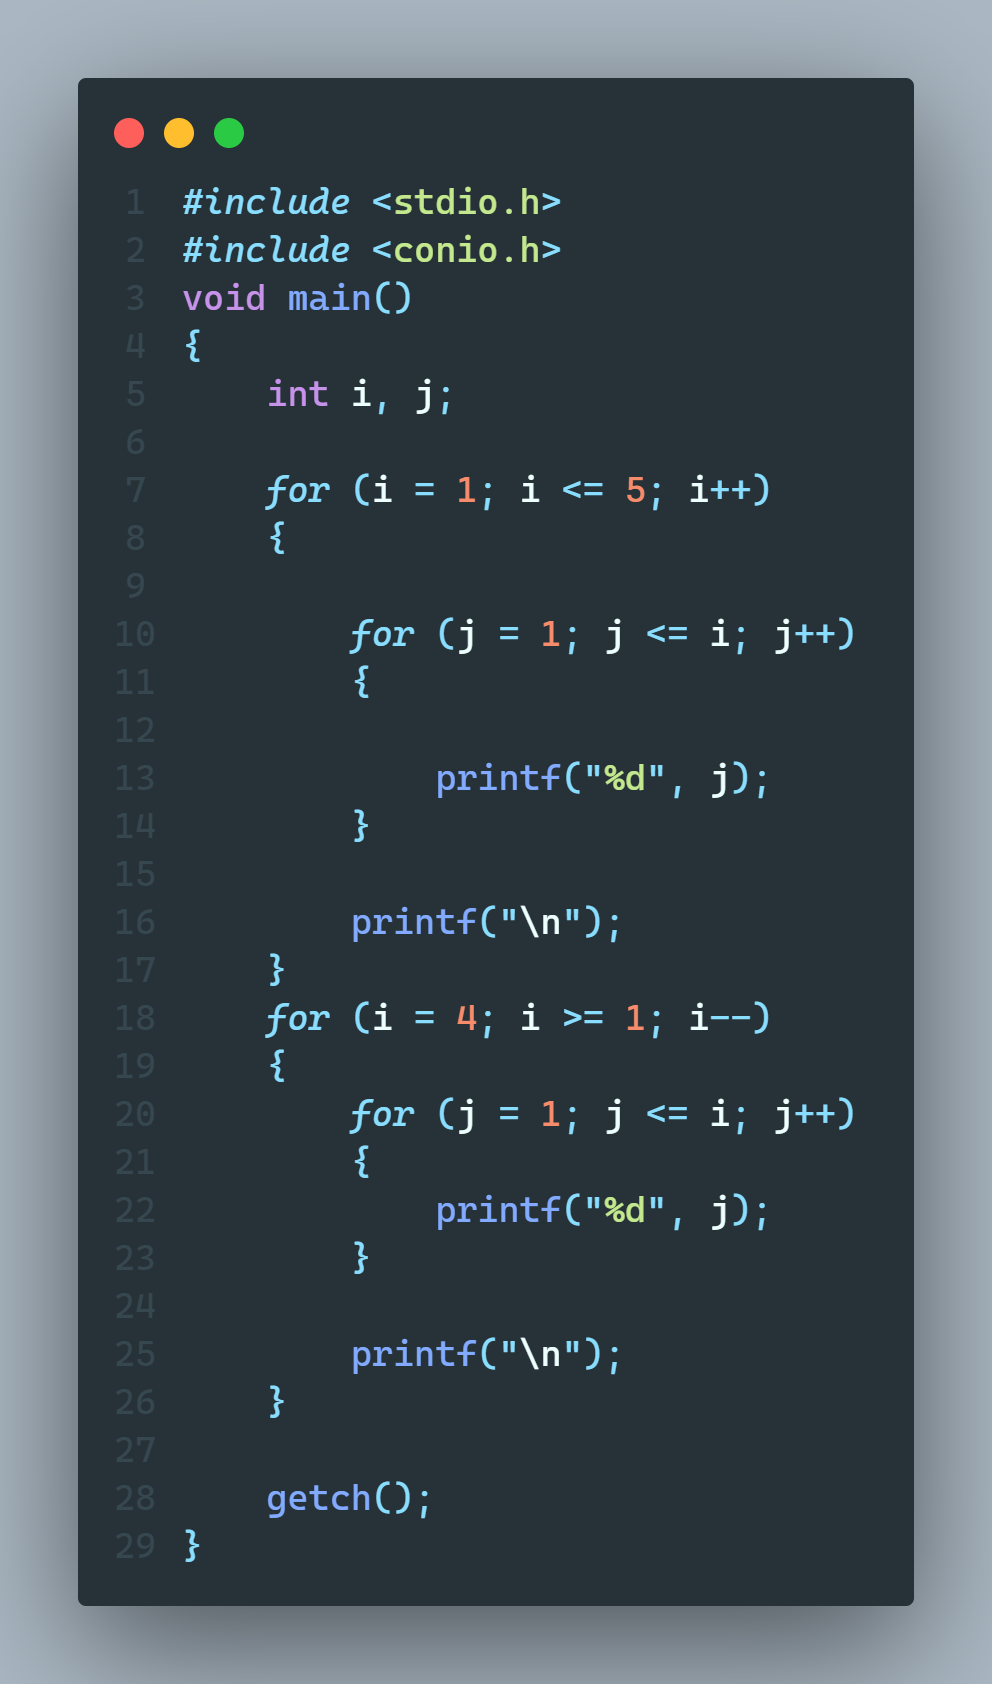 1 #include <stdio.h>
2 #include <conio.h>
3 void main()
4 {
5     int i, j;
6
7     for (i = 1; i <= 5; i++)
8     {
9
10         for (j = 1; j <= i; j++)
11         {
12
13             printf("%d", j);
14         }
15
16         printf("\n");
17     }
18     for (i = 4; i >= 1; i--)
19     {
20         for (j = 1; j <= i; j++)
21         {
22             printf("%d", j);
23         }
24
25         printf("\n");
26     }
27
28     getch();
29 }